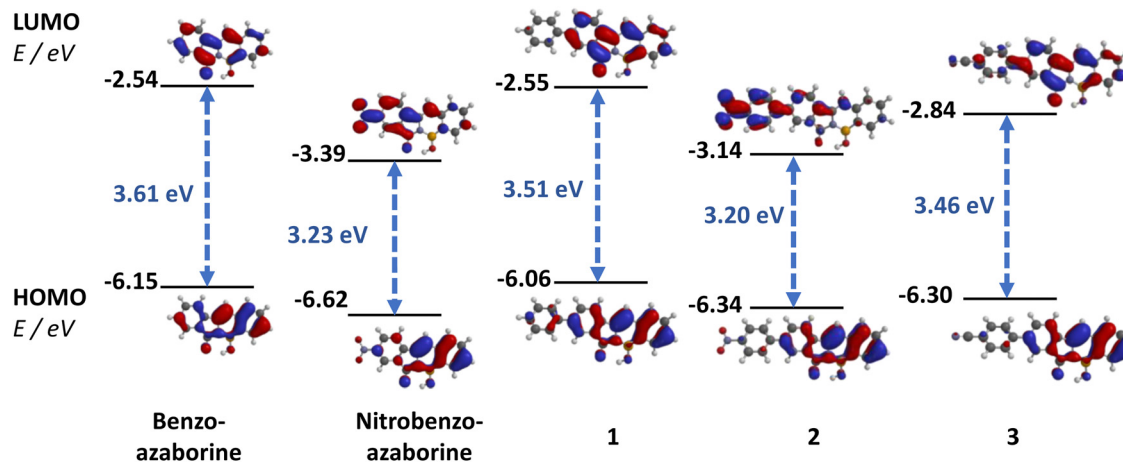 LUMO
E / eV
-2.54
-3.39
-2.55
-3.14
-2.84
3.61 eV
3.23 eV
3.51 eV
3.20 eV
3.46 eV
HOMO
E / eV
-6.15
-6.62
-6.06
-6.34
-6.30
Benzo-
azaborine
Nitrobenzo-
azaborine
1
2
3